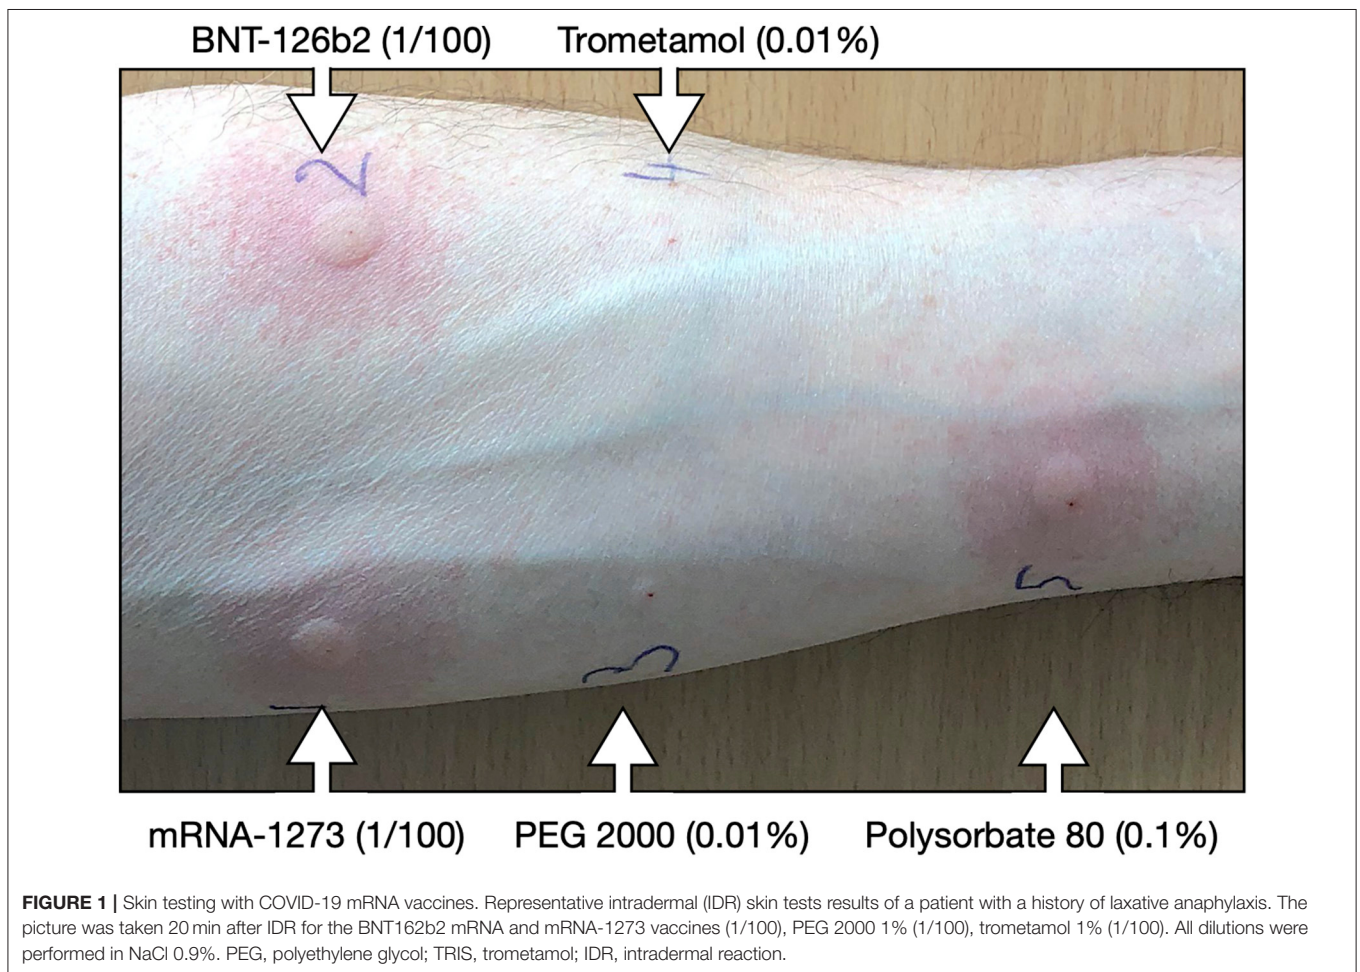 BNT-126b2 (1/100) Trometamol (0.01%)
2
4
5
3
1
mRNA-1273 (1/100) PEG 2000 (0.01%) Polysorbate 80 (0.1%)
FIGURE 1 | Skin testing with COVID-19 mRNA vaccines. Representative intradermal (IDR) skin tests results of a patient with a history of laxative anaphylaxis. The
picture was taken 20 min after IDR for the BNT162b2 mRNA and mRNA-1273 vaccines (1/100), PEG 2000 1% (1/100), trometamol 1% (1/100). All dilutions were
performed in NaCl 0.9%. PEG, polyethylene glycol; TRIS, trometamol; IDR, intradermal reaction.